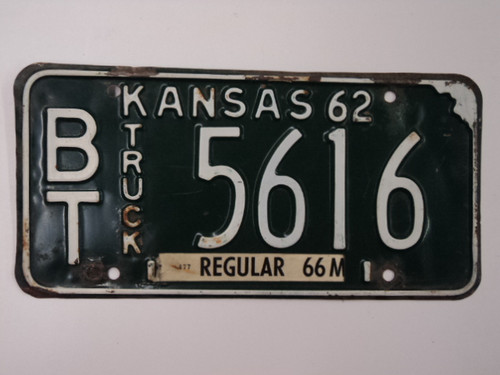 KANSAS 62
BT
TRUCK
5616
REGULAR 66M